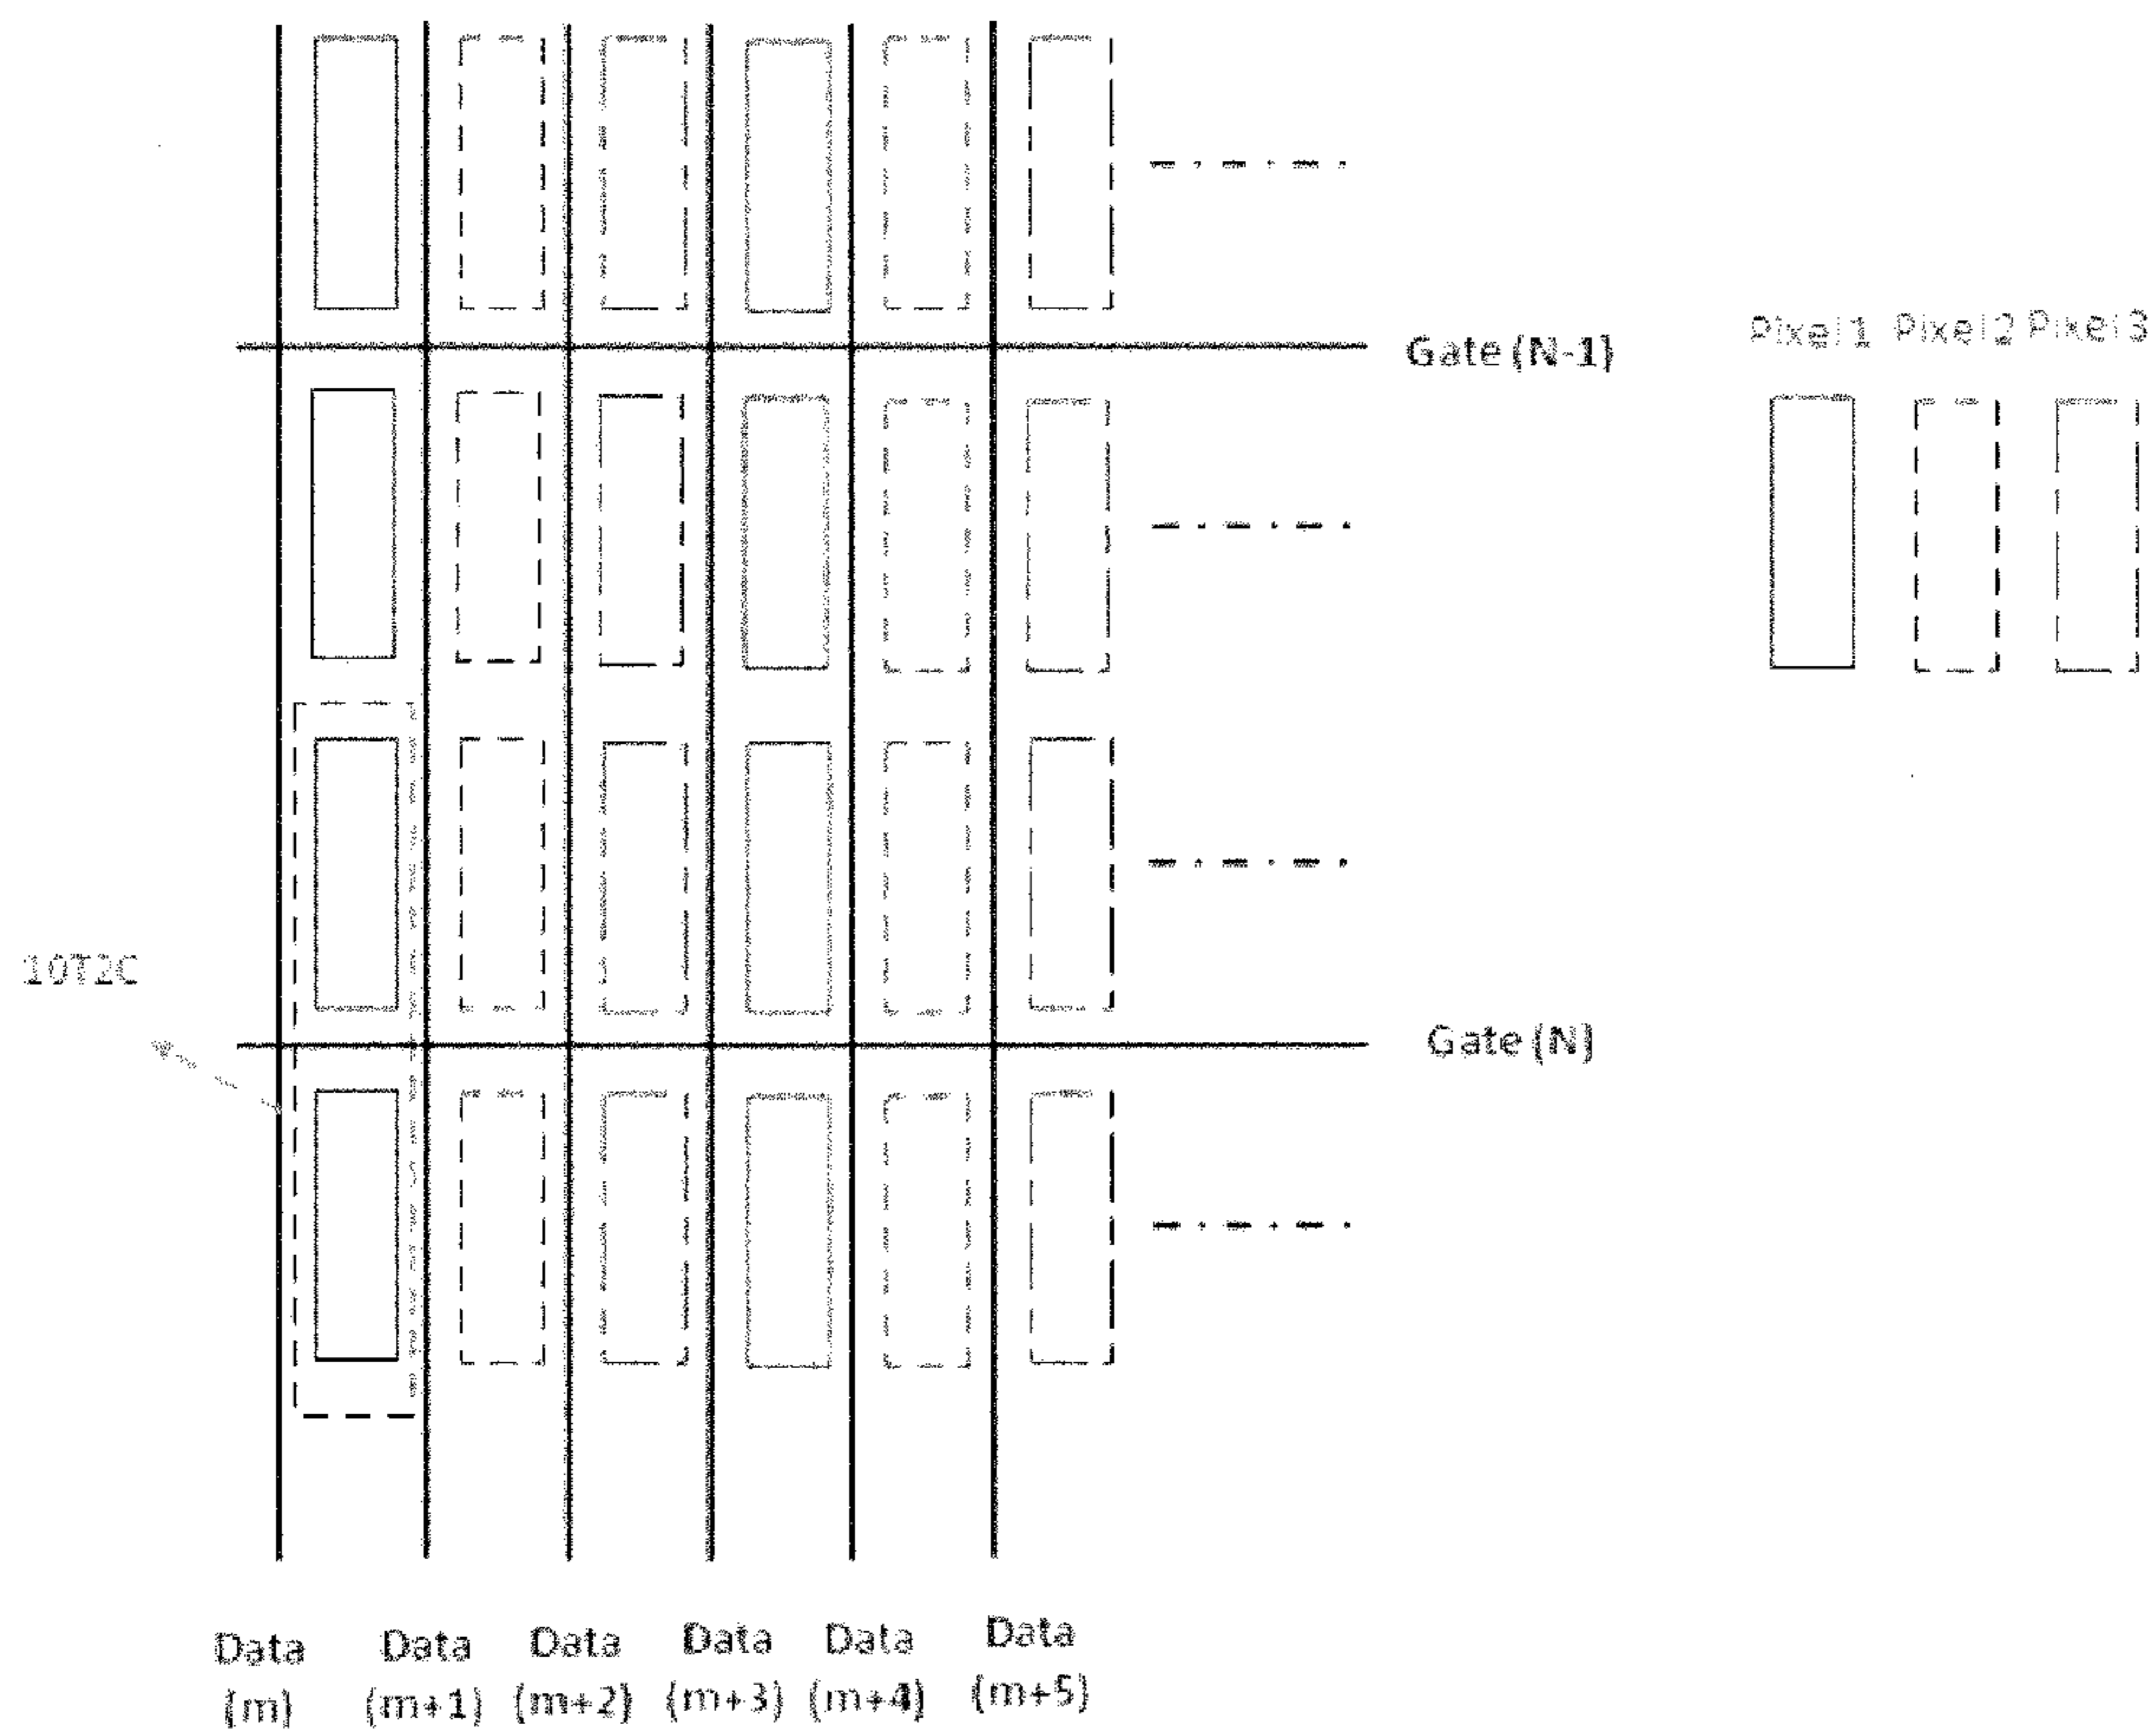 Pixel 1 Pixel 2 Pixel 3
Gate (N-1)
10T2C
Gate (N)
Data (m)
Data (m+1)
Data (m+2)
Data (m+3)
Data (m+4)
Data (m+5)